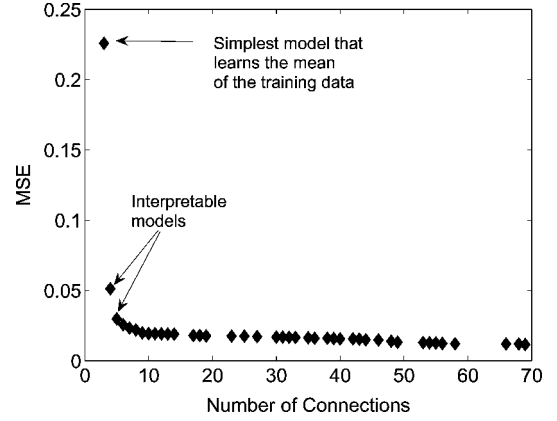 0.25
0.2
0.15
0.1
0.05
0
MSE
Simplest model that
learns the mean
of the training data
Interpretable
models
0 10 20 30 40 50 60 70
Number of Connections